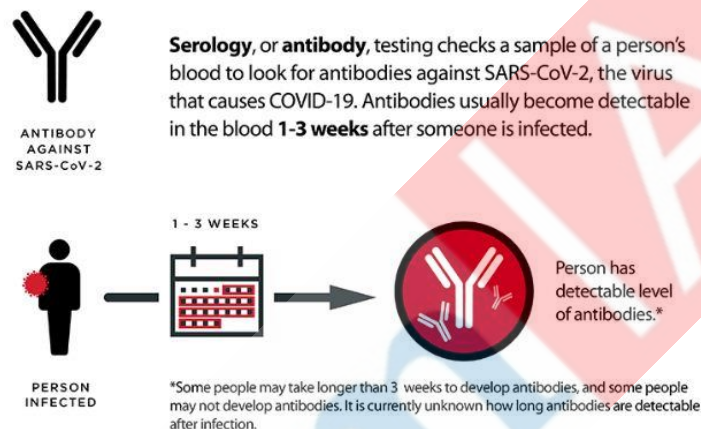 Serology, or antibody, testing checks a sample of a person's
blood to look for antibodies against SARS-CoV-2, the virus
that causes COVID-19. Antibodies usually become detectable
in the blood 1-3 weeks after someone is infected.
ANTIBODY
AGAINST
SARS-CoV-2
1 - 3 WEEKS
Person has
detectable level
of antibodies.*
PERSON
INFECTED
*Some people may take longer than 3 weeks to develop antibodies, and some people
may not develop antibodies. It is currently unknown how long antibodies are detectable
after infection.